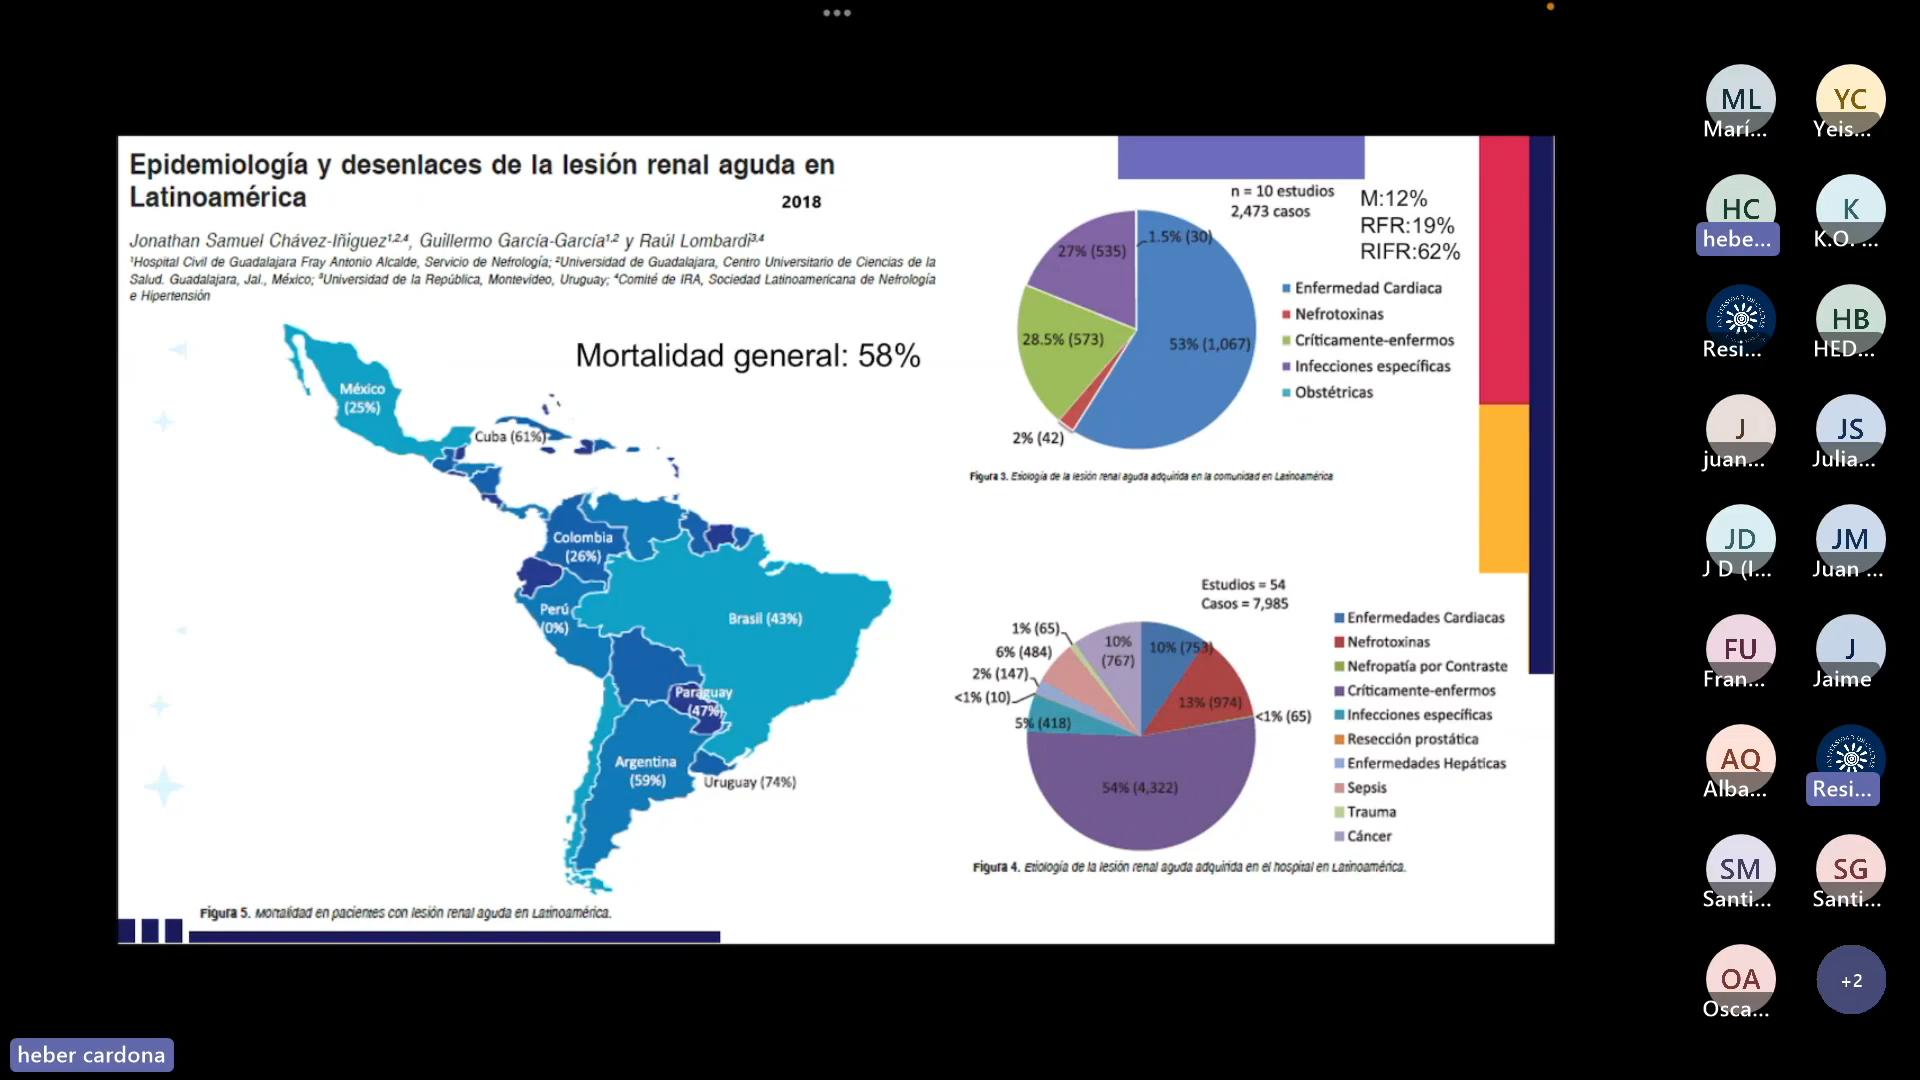 Epidemiología y desenlaces de la lesión renal aguda en
Latinoamérica
2018
Jonathan Samuel Chávez-Iñiguez1,2,4, Guillermo García-García1,2 y Raúl Lombardi3,4
1Hospital Civil de Guadalajara Fray Antonio Alcalde, Servicio de Nefrología; 2Universidad de Guadalajara, Centro Universitario de Ciencias de la
Salud. Guadalajara, Jal., México; 3Universidad de la República, Montevideo, Uruguay; 4Comité de IRA, Sociedad Latinoamericana de Nefrología
e Hipertensión
Mortalidad general: 58%
México
(25%)
Cuba (61%)
Colombia
(26%)
Perú
(0%)
Brasil (43%)
Paraguay
(47%)
Argentina
(59%)
Uruguay (74%)
Figura 5. Mortalidad en pacientes con lesión renal aguda en Latinoamérica.
n = 10 estudios
2,473 casos
M:12%
RFR:19%
RIFR:62%
1.5% (30)
27% (535)
28.5% (573)
53% (1,067)
2% (42)
Enfermedad Cardiaca
Nefrotoxinas
Críticamente-enfermos
Infecciones específicas
Obstétricas
Figura 3. Etiología de la lesión renal aguda adquirida en la comunidad en Latinoamérica
Estudios = 54
Casos = 7,985
1% (65)
6% (484)
2% (147)
<1% (10)
5% (418)
10%
(767)
10% (753)
13% (974)
<1% (65)
54% (4,322)
Enfermedades Cardiacas
Nefrotoxinas
Nefropatía por Contraste
Críticamente-enfermos
Infecciones específicas
Resección prostática
Enfermedades Hepáticas
Sepsis
Trauma
Cáncer
Figura 4. Etiología de la lesión renal aguda adquirida en el hospital en Latinoamérica.
ML
Marí...
YC
Yeis...
HC
hebe...
K
K.O. ...
Resi...
HB
HED...
J
juan...
JS
Julia...
JD
J D (I...
JM
Juan ...
FU
Fran...
J
Jaime
AQ
Alba...
Resi...
SM
Santi...
SG
Santi...
OA
Osca...
+2
heber cardona